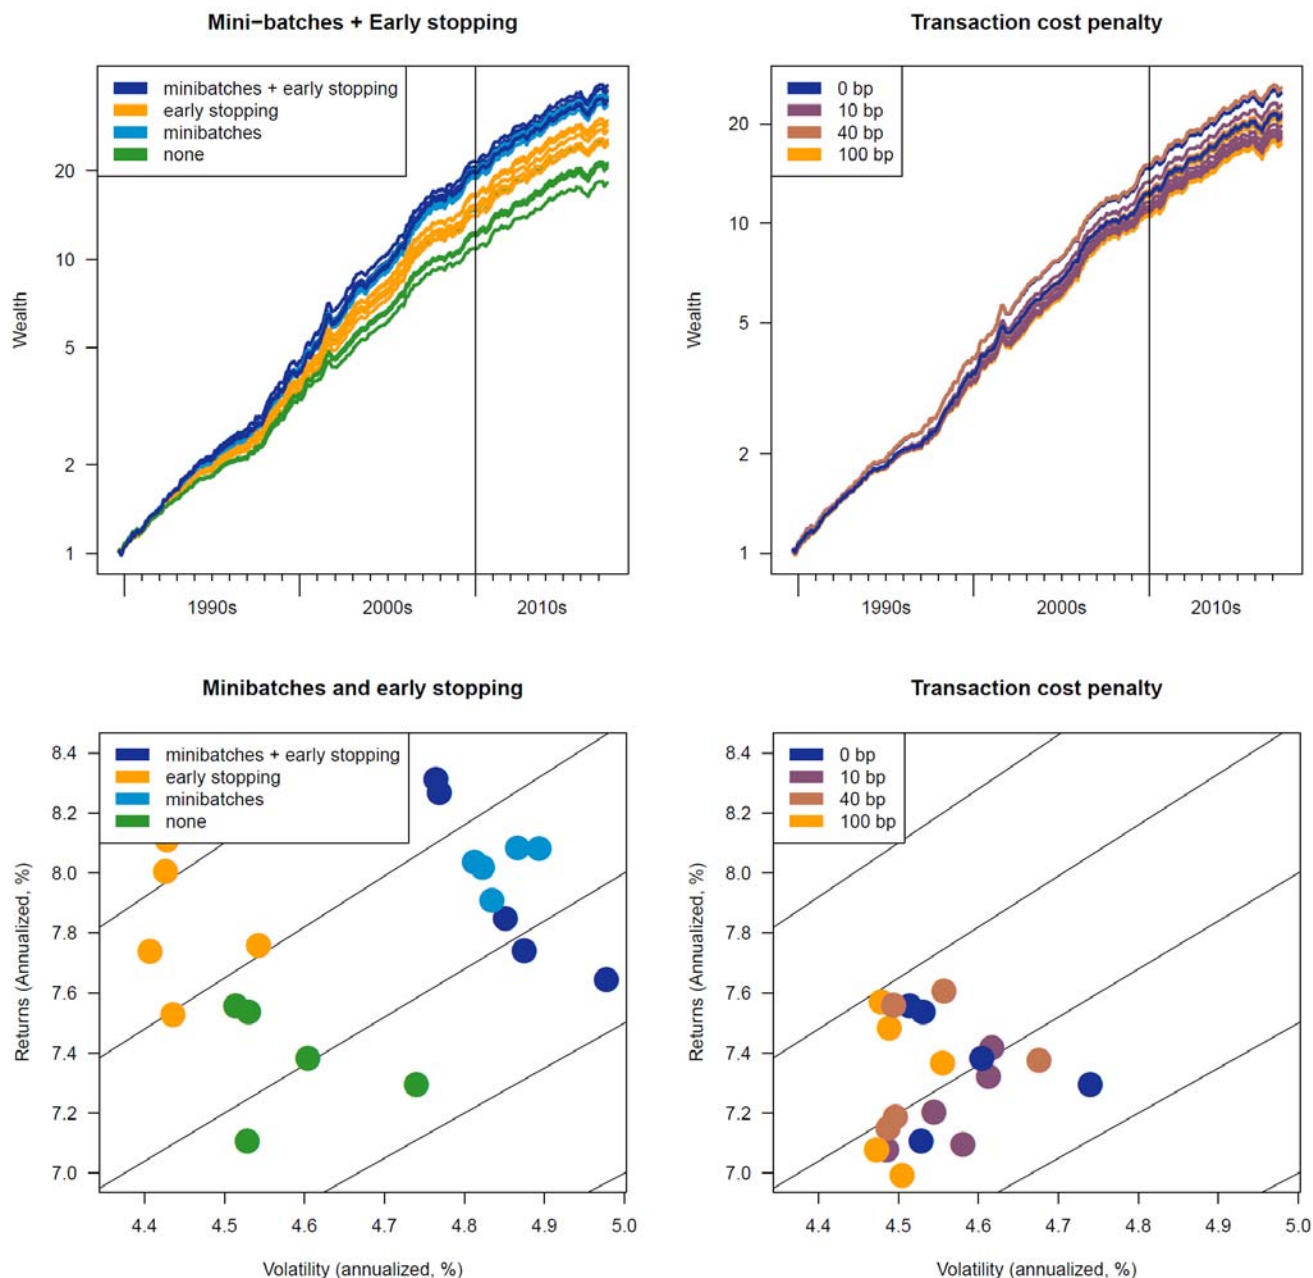 Mini−batches + Early stopping
minibatches + early stopping
early stopping
minibatches
none
Wealth
20
10
5
2
1
1990s 2000s 2010s
Transaction cost penalty
0 bp
10 bp
40 bp
100 bp
Wealth
20
10
5
2
1
1990s 2000s 2010s
Minibatches and early stopping
minibatches + early stopping
early stopping
minibatches
none
Returns (Annualized, %)
8.4
8.2
8.0
7.8
7.6
7.4
7.2
7.0
4.4 4.5 4.6 4.7 4.8 4.9 5.0
Volatility (annualized, %)
Transaction cost penalty
0 bp
10 bp
40 bp
100 bp
Returns (Annualized, %)
8.4
8.2
8.0
7.8
7.6
7.4
7.2
7.0
4.4 4.5 4.6 4.7 4.8 4.9 5.0
Volatility (annualized, %)